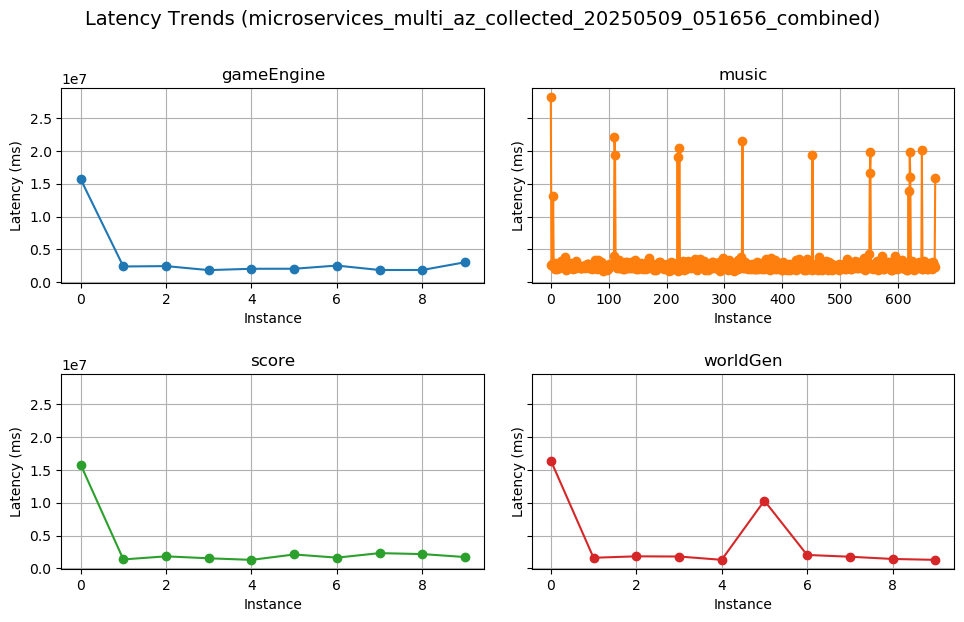 Latency Trends (microservices_multi_az_collected_20250509_051656_combined)
gameEngine
1e7
Latency (ms)
2.5
2.0
1.5
1.0
0.5
0.0
0 2 4 6 8
Instance
music
Latency (ms)
0 100 200 300 400 500 600
Instance
score
1e7
Latency (ms)
2.5
2.0
1.5
1.0
0.5
0.0
0 2 4 6 8
Instance
worldGen
Latency (ms)
0 2 4 6 8
Instance